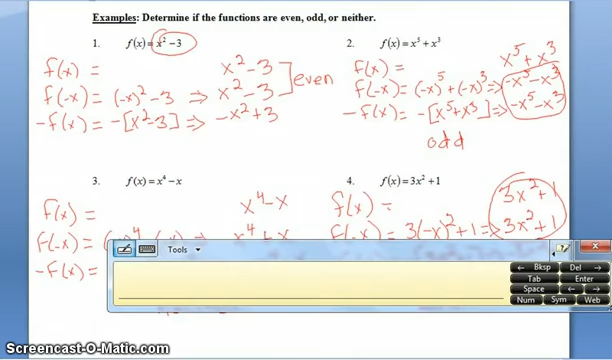 Examples: Determine if the functions are even, odd, or neither.
1. f(x) = x² − 3
f(x) = x² − 3
f(-x) = (-x)² − 3 ⇒ x² − 3 ] even
-f(x) = -[x² − 3] ⇒ -x² + 3
2. f(x) = x⁵ + x³
f(x) = x⁵ + x³
f(-x) = (-x)⁵ + (-x)³ ⇒ -x⁵ − x³
-f(x) = -[x⁵ + x³] ⇒ -x⁵ − x³
odd
3. f(x) = x⁴ − x
f(x) = x⁴ − x
f(-x) = x⁴ + x
-f(x) =
4. f(x) = 3x² + 1
f(x) = 3x² + 1
f(-x) = 3(-x)² + 1 ⇒ 3x² + 1
Tools
← Bksp Del →
Tab Enter
Space ← →
Num Sym Web
Screencast-O-Matic.com